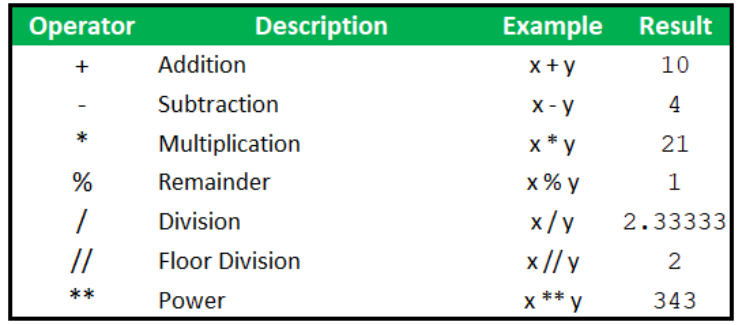 Operator Description Example Result
+ Addition x + y 10
- Subtraction x - y 4
* Multiplication x * y 21
% Remainder x % y 1
/ Division x / y 2.33333
// Floor Division x // y 2
** Power x ** y 343